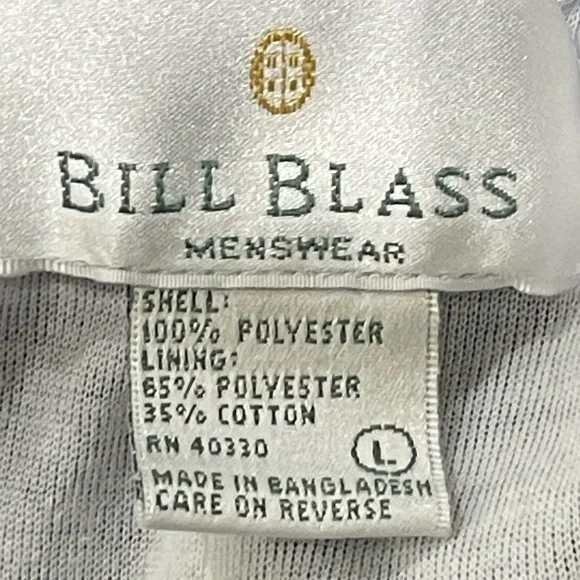 BILL BLASS
MENSWEAR
SHELL:
100% POLYESTER
LINING:
65% POLYESTER
35% COTTON
RN 40330 L
MADE IN BANGLADESH
CARE ON REVERSE